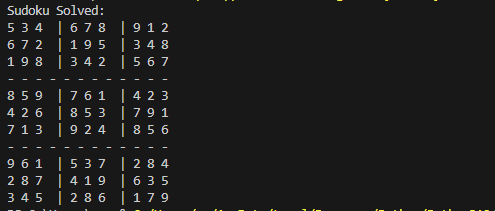 Sudoku Solved:
5 3 4 | 6 7 8 | 9 1 2
6 7 2 | 1 9 5 | 3 4 8
1 9 8 | 3 4 2 | 5 6 7
- - - - - - - - - - - -
8 5 9 | 7 6 1 | 4 2 3
4 2 6 | 8 5 3 | 7 9 1
7 1 3 | 9 2 4 | 8 5 6
- - - - - - - - - - - -
9 6 1 | 5 3 7 | 2 8 4
2 8 7 | 4 1 9 | 6 3 5
3 4 5 | 2 8 6 | 1 7 9